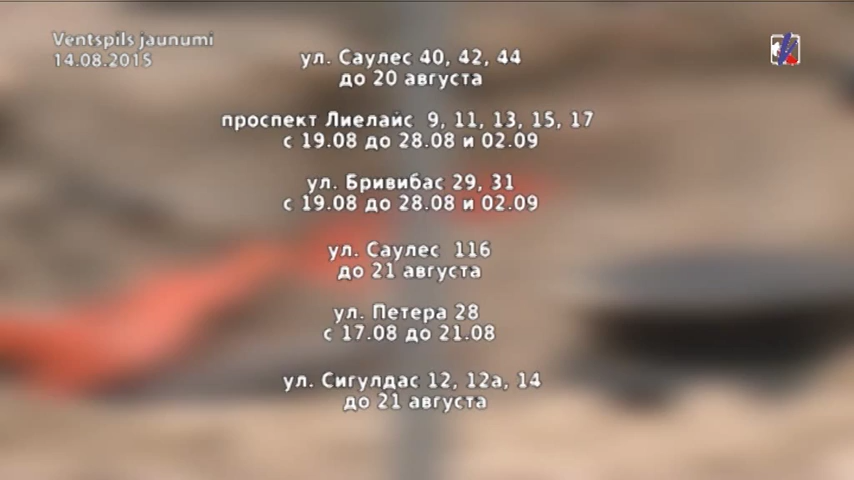 Ventspils jaunumi
14.08.2015
ул. Саулес 40, 42, 44
до 20 августа
проспект Лиелайс 9, 11, 13, 15, 17
с 19.08 до 28.08 и 02.09
ул. Бривибас 29, 31
с 19.08 до 28.08 и 02.09
ул. Саулес 116
до 21 августа
ул. Петера 28
с 17.08 до 21.08
ул. Сигулдас 12, 12а, 14
до 21 августа